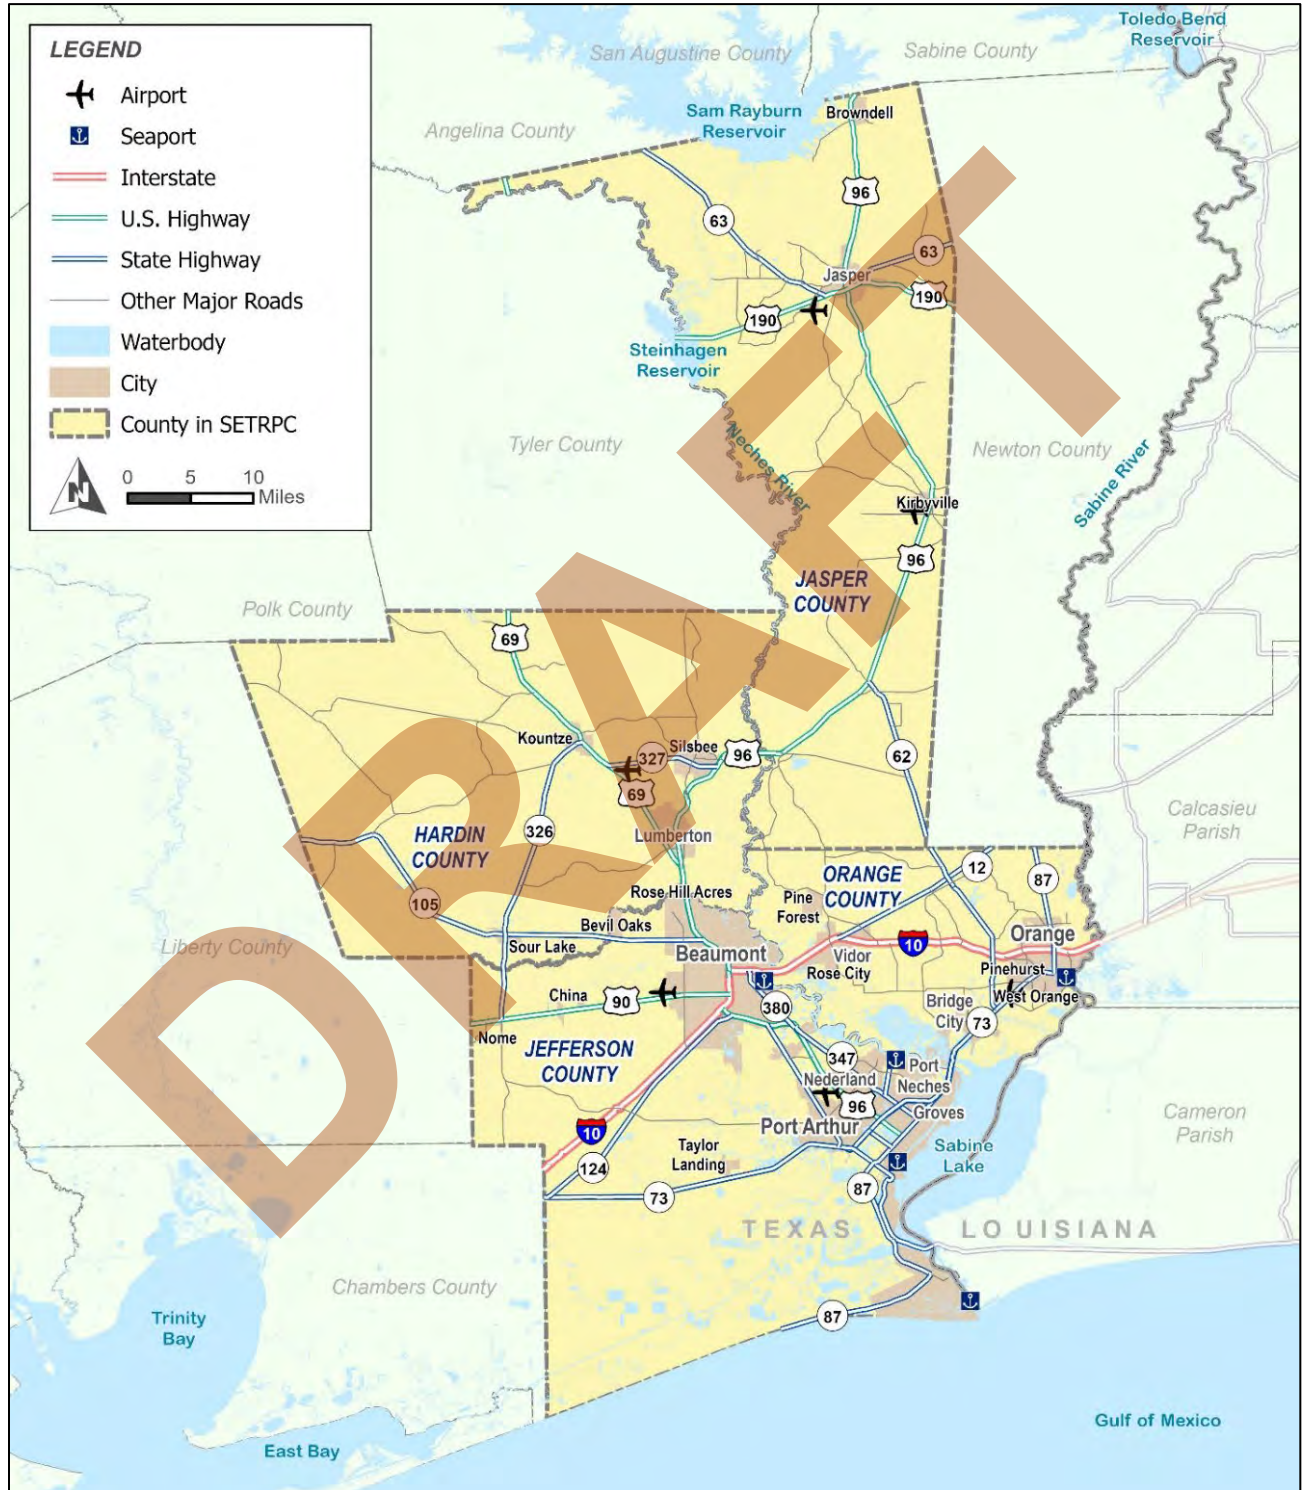 Toledo Bend
Reservoir
LEGEND
Airport
Seaport
Interstate
U.S. Highway
State Highway
Other Major Roads
Waterbody
City
County in SETRPC
N
0 5 10
Miles
San Augustine County
Sabine County
Angelina County
Sam Rayburn
Reservoir
Browndell
96
63
63
Jasper
190
190
Steinhagen
Reservoir
Tyler County
Neches River
Newton County
Sabine River
Kirbyville
96
JASPER
COUNTY
Polk County
69
Kountze
327
Silsbee
96
62
69
326
Lumberton
HARDIN
COUNTY
Calcasieu
Parish
105
Rose Hill Acres
ORANGE
COUNTY
12
87
Pine
Forest
Liberty County
Sour Lake
Bevil Oaks
Beaumont
Vidor
Rose City
10
Orange
Pinehurst
West Orange
China
90
380
Bridge
City
73
Nome
JEFFERSON
COUNTY
347
Nederland
Port
Neches
96
Groves
Port Arthur
10
124
Taylor
Landing
73
87
Sabine
Lake
Cameron
Parish
TEXAS
LOUISIANA
Chambers County
Trinity
Bay
87
East Bay
Gulf of Mexico
DRAFT